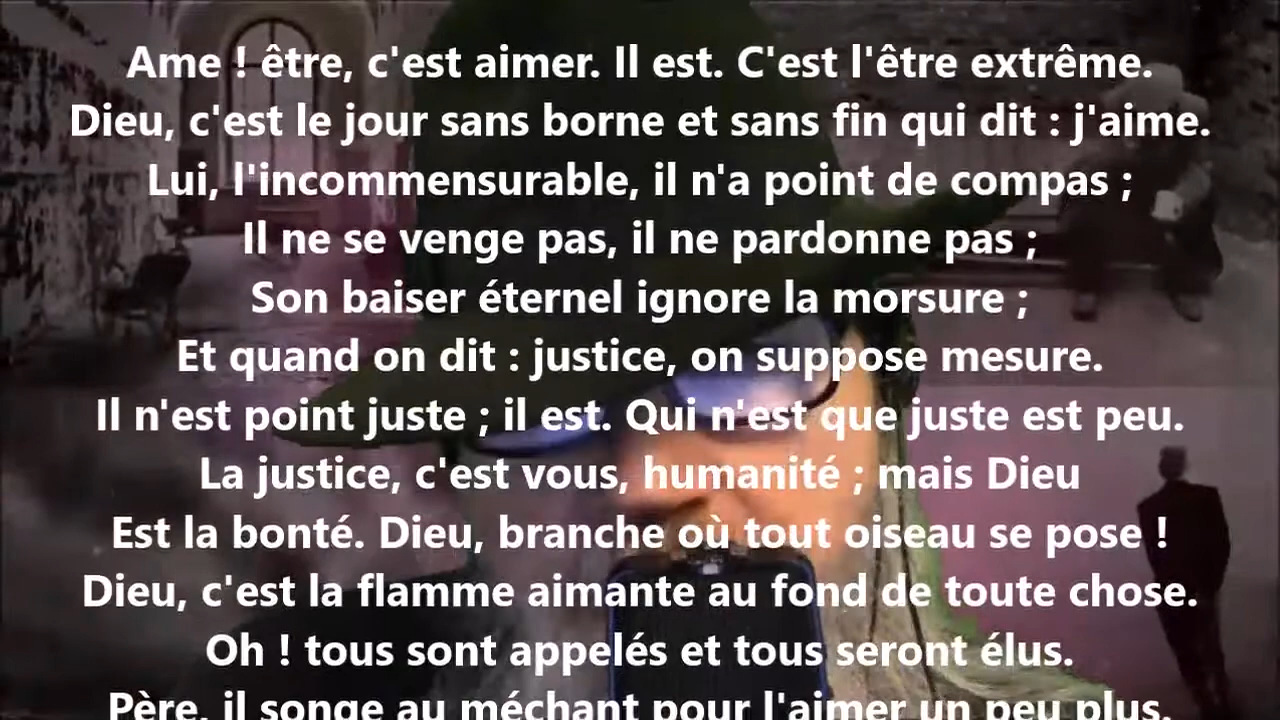 Ame ! être, c'est aimer. Il est. C'est l'être extrême.
Dieu, c'est le jour sans borne et sans fin qui dit : j'aime.
Lui, l'incommensurable, il n'a point de compas ;
Il ne se venge pas, il ne pardonne pas ;
Son baiser éternel ignore la morsure ;
Et quand on dit : justice, on suppose mesure.
Il n'est point juste ; il est. Qui n'est que juste est peu.
La justice, c'est vous, humanité ; mais Dieu
Est la bonté. Dieu, branche où tout oiseau se pose !
Dieu, c'est la flamme aimante au fond de toute chose.
Oh ! tous sont appelés et tous seront élus.
Père, il songe au méchant pour l'aimer un peu plus.